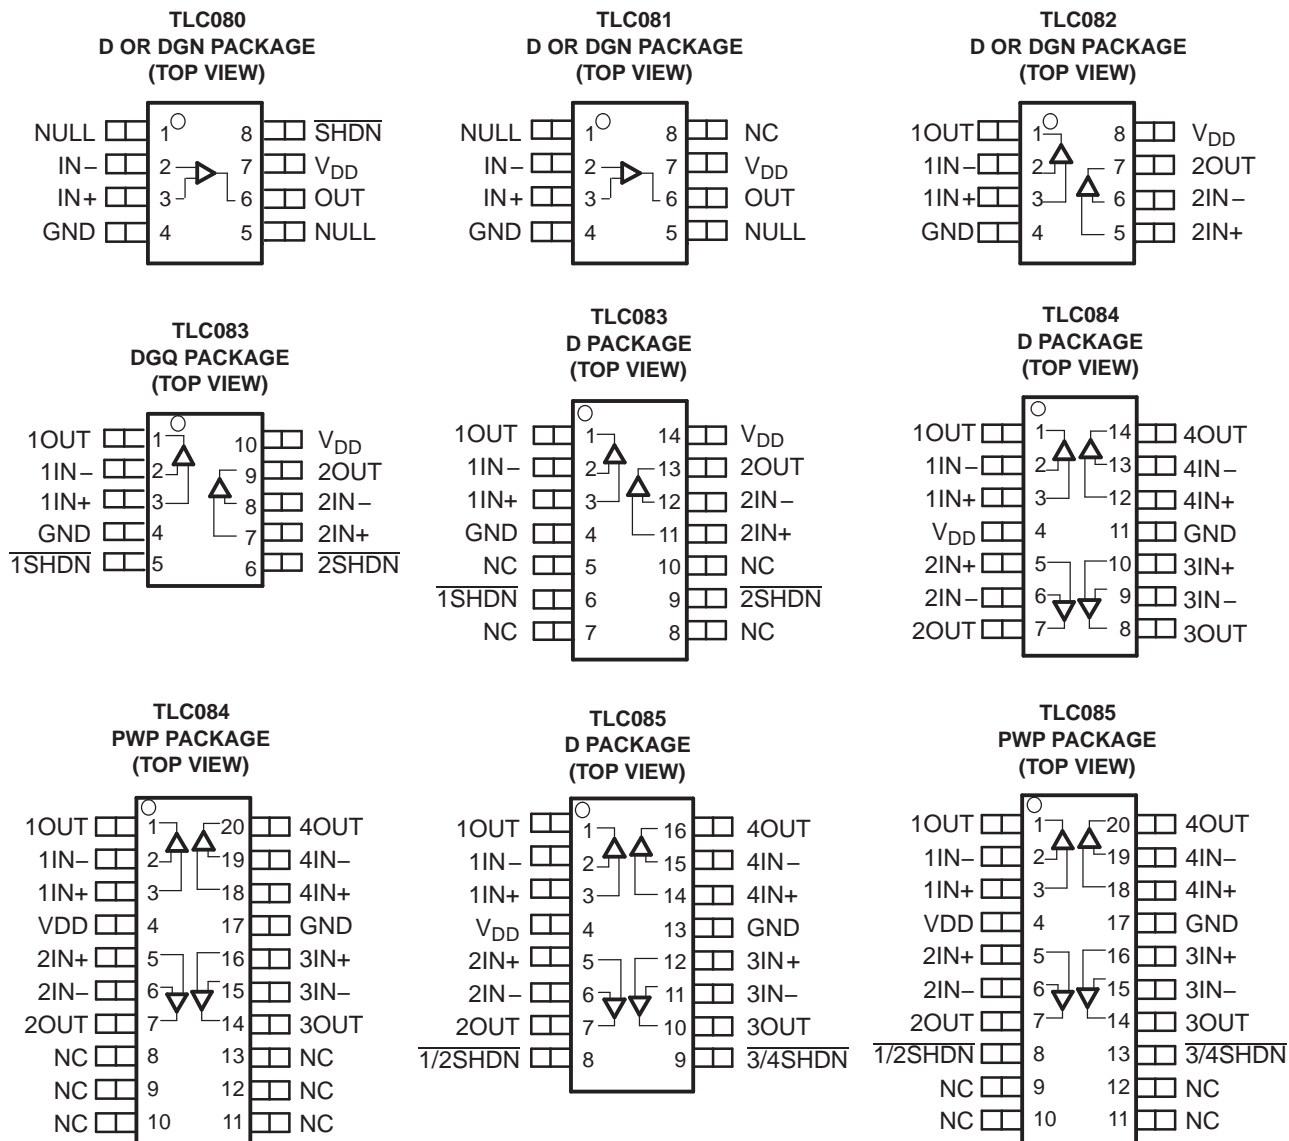 TLC080
D OR DGN PACKAGE
(TOP VIEW)
NULL 1 8 SHDN
IN− 2 7 VDD
IN+ 3 6 OUT
GND 4 5 NULL
TLC081
D OR DGN PACKAGE
(TOP VIEW)
NULL 1 8 NC
IN− 2 7 VDD
IN+ 3 6 OUT
GND 4 5 NULL
TLC082
D OR DGN PACKAGE
(TOP VIEW)
1OUT 1 8 VDD
1IN− 2 7 2OUT
1IN+ 3 6 2IN−
GND 4 5 2IN+
TLC083
DGQ PACKAGE
(TOP VIEW)
1OUT 1 10 VDD
1IN− 2 9 2OUT
1IN+ 3 8 2IN−
GND 4 7 2IN+
1SHDN 5 6 2SHDN
TLC083
D PACKAGE
(TOP VIEW)
1OUT 1 14 VDD
1IN− 2 13 2OUT
1IN+ 3 12 2IN−
GND 4 11 2IN+
NC 5 10 NC
1SHDN 6 9 2SHDN
NC 7 8 NC
TLC084
D PACKAGE
(TOP VIEW)
1OUT 1 14 4OUT
1IN− 2 13 4IN−
1IN+ 3 12 4IN+
VDD 4 11 GND
2IN+ 5 10 3IN+
2IN− 6 9 3IN−
2OUT 7 8 3OUT
TLC084
PWP PACKAGE
(TOP VIEW)
1OUT 1 20 4OUT
1IN− 2 19 4IN−
1IN+ 3 18 4IN+
VDD 4 17 GND
2IN+ 5 16 3IN+
2IN− 6 15 3IN−
2OUT 7 14 3OUT
NC 8 13 NC
NC 9 12 NC
NC 10 11 NC
TLC085
D PACKAGE
(TOP VIEW)
1OUT 1 16 4OUT
1IN− 2 15 4IN−
1IN+ 3 14 4IN+
VDD 4 13 GND
2IN+ 5 12 3IN+
2IN− 6 11 3IN−
2OUT 7 10 3OUT
1/2SHDN 8 9 3/4SHDN
TLC085
PWP PACKAGE
(TOP VIEW)
1OUT 1 20 4OUT
1IN− 2 19 4IN−
1IN+ 3 18 4IN+
VDD 4 17 GND
2IN+ 5 16 3IN+
2IN− 6 15 3IN−
2OUT 7 14 3OUT
1/2SHDN 8 13 3/4SHDN
NC 9 12 NC
NC 10 11 NC